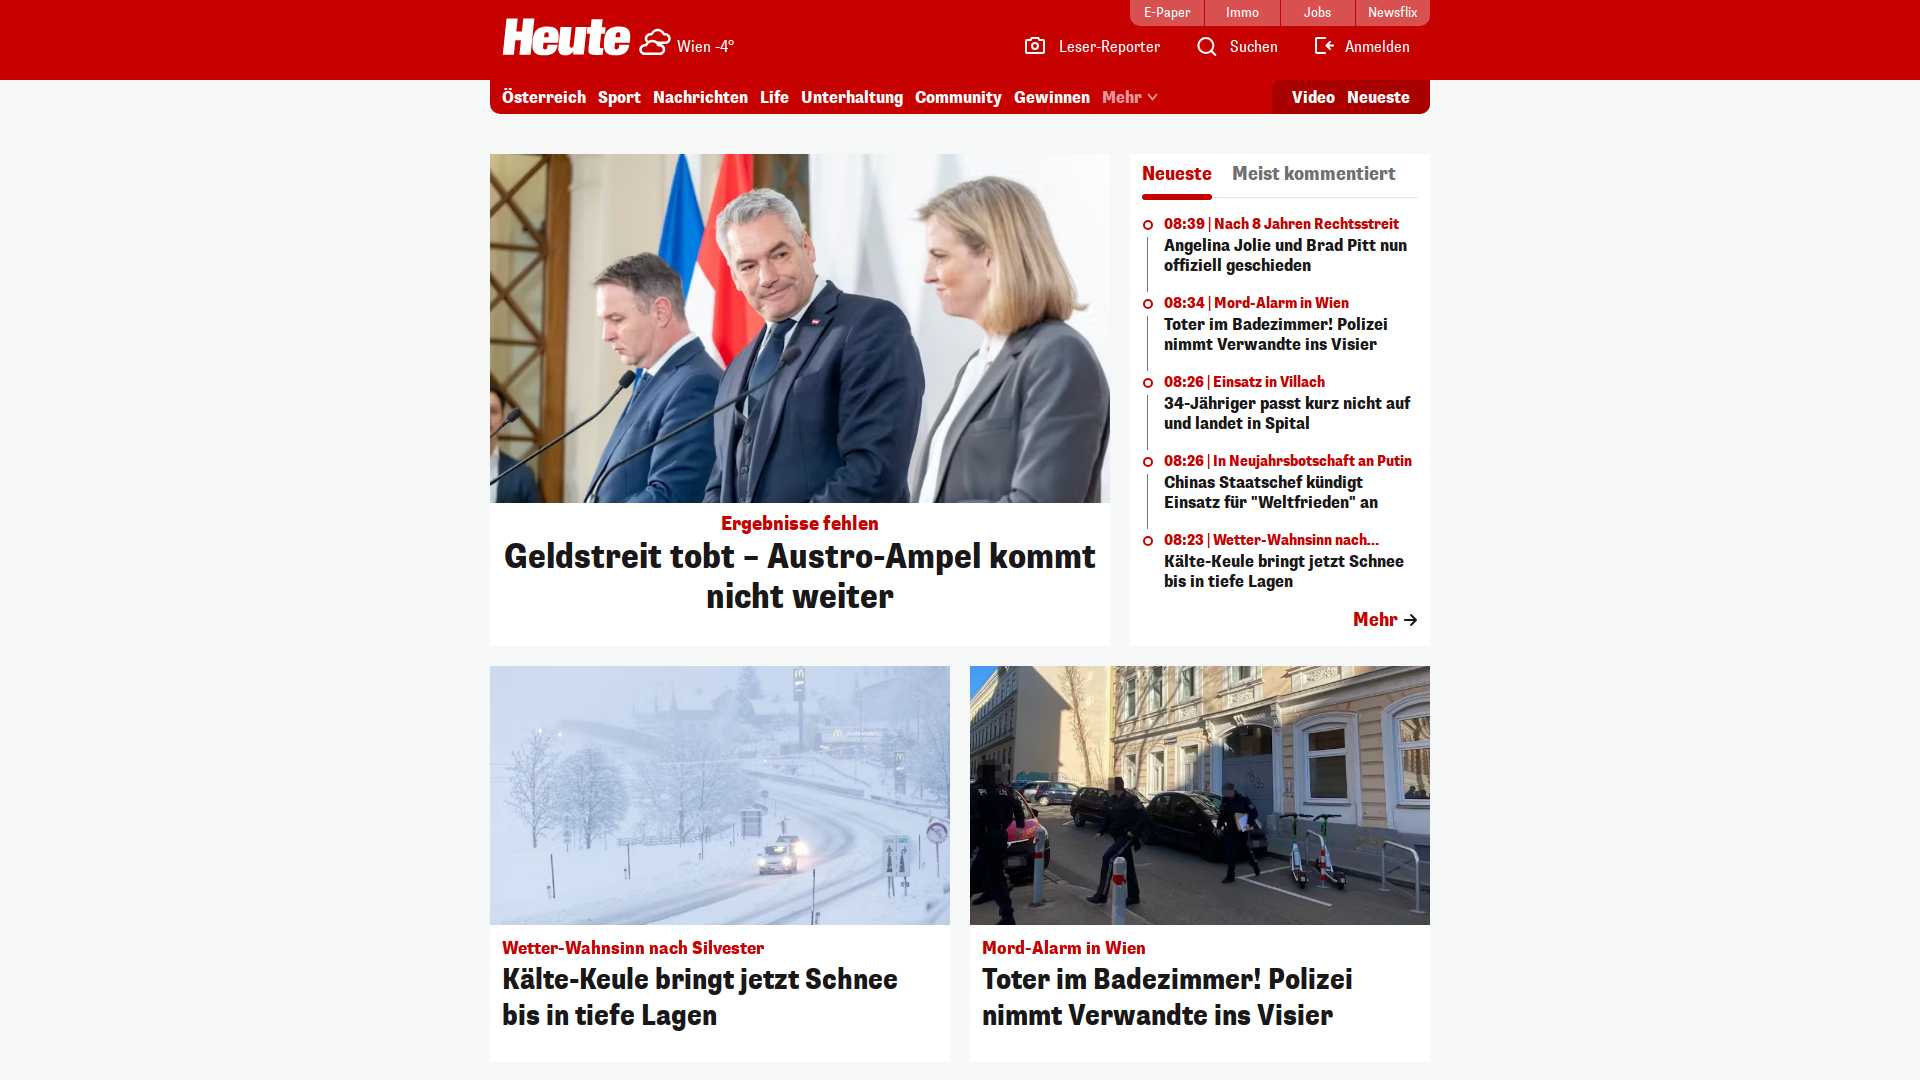 E-Paper
Immo
Jobs
Newsflix
Heute
Wien -4°
Leser-Reporter
Suchen
Anmelden
Österreich
Sport
Nachrichten
Life
Unterhaltung
Community
Gewinnen
Mehr
Video
Neueste
Ergebnisse fehlen
Geldstreit tobt – Austro-Ampel kommt
nicht weiter
Neueste
Meist kommentiert
08:39 | Nach 8 Jahren Rechtsstreit
Angelina Jolie und Brad Pitt nun
offiziell geschieden
08:34 | Mord-Alarm in Wien
Toter im Badezimmer! Polizei
nimmt Verwandte ins Visier
08:26 | Einsatz in Villach
34-Jähriger passt kurz nicht auf
und landet in Spital
08:26 | In Neujahrsbotschaft an Putin
Chinas Staatschef kündigt
Einsatz für "Weltfrieden" an
08:23 | Wetter-Wahnsinn nach...
Kälte-Keule bringt jetzt Schnee
bis in tiefe Lagen
Mehr
Wetter-Wahnsinn nach Silvester
Kälte-Keule bringt jetzt Schnee
bis in tiefe Lagen
Mord-Alarm in Wien
Toter im Badezimmer! Polizei
nimmt Verwandte ins Visier